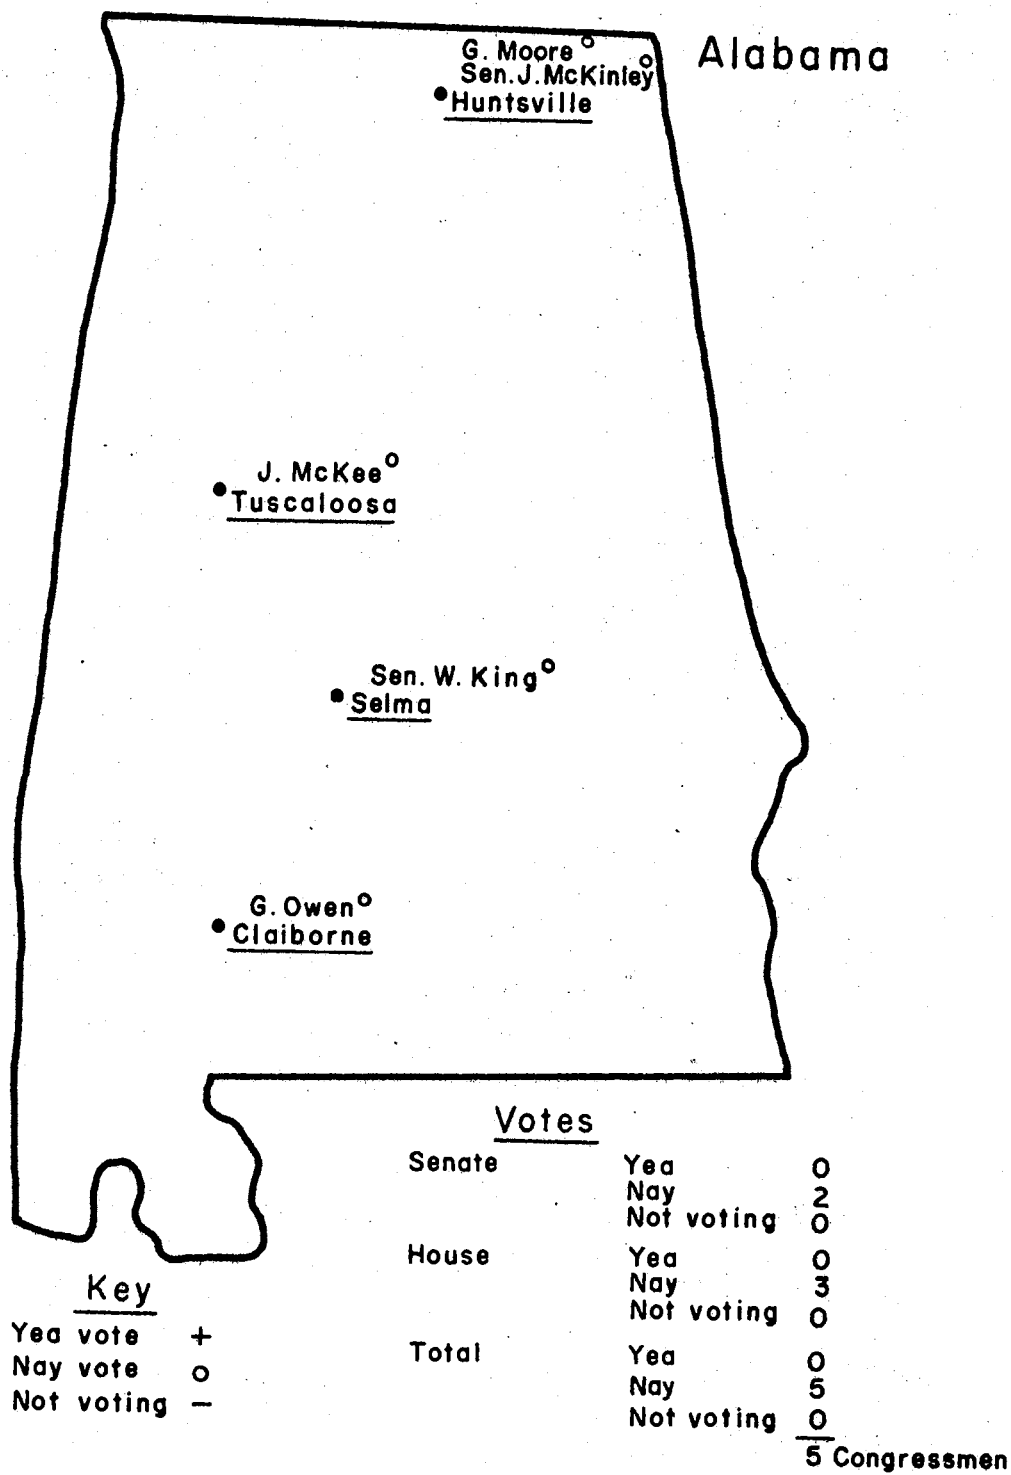 Alabama
G. Moore o
Sen. J. McKinley o
Huntsville
J. McKee o
Tuscaloosa
Sen. W. King o
Selma
G. Owen o
Claiborne
Votes
Senate Yea 0
Nay 2
Not voting 0
House Yea 0
Nay 3
Not voting 0
Total Yea 0
Nay 5
Not voting 0
5 Congressmen
Key
Yea vote +
Nay vote o
Not voting −